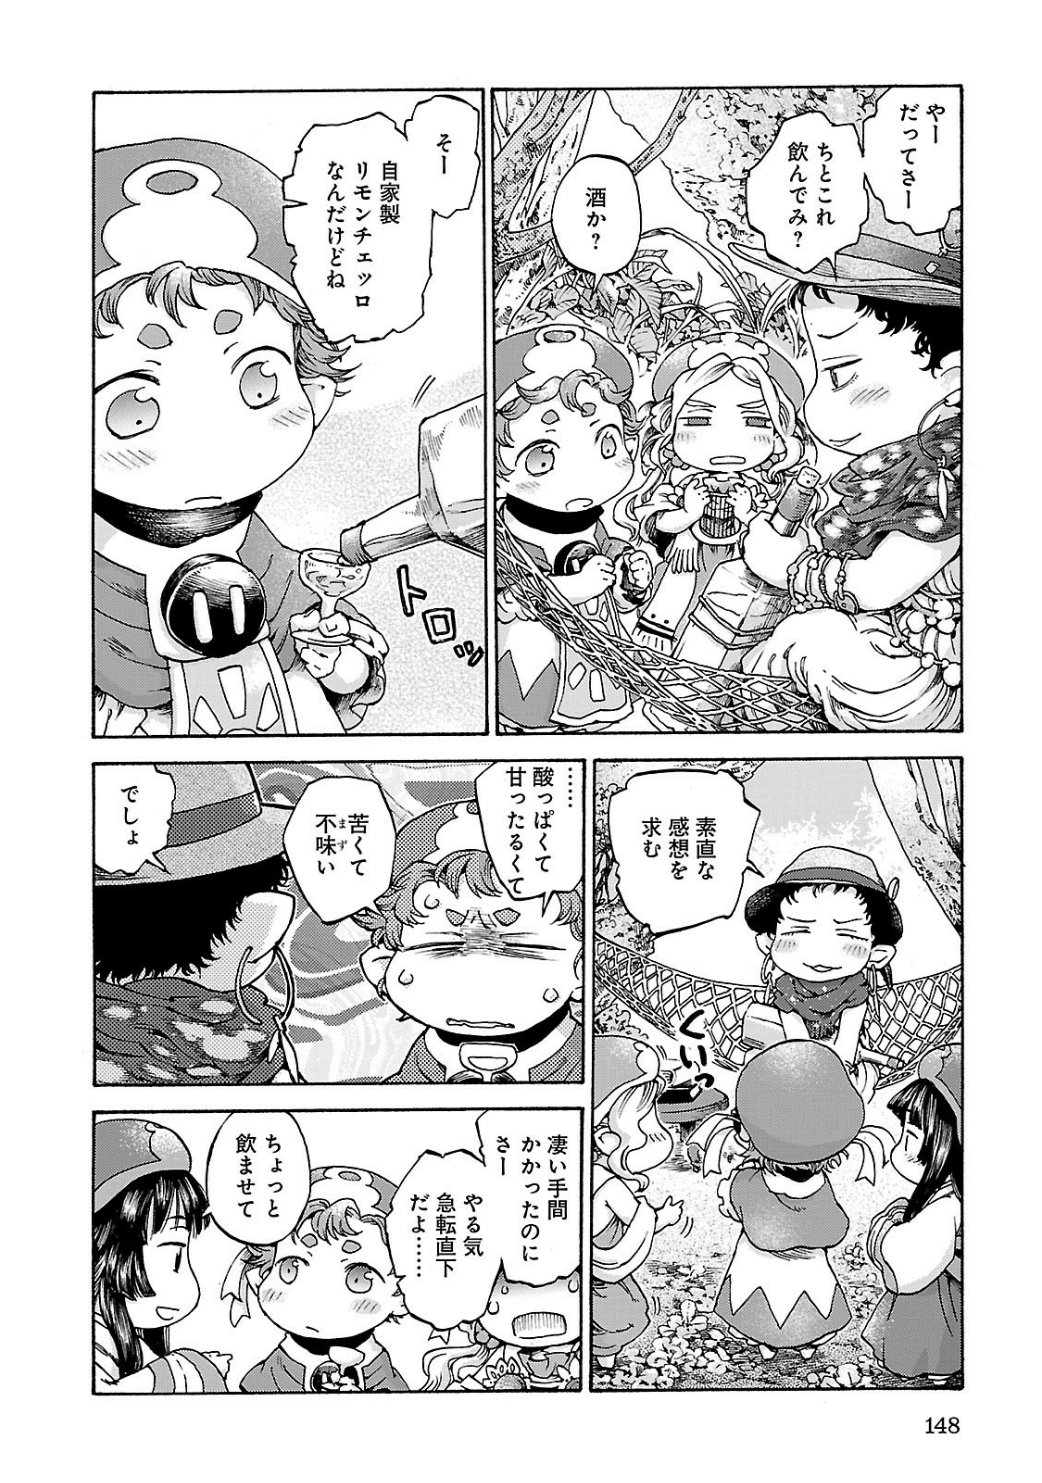 やー
だってさー
ちとこれ
飲んでみ?
酒か?
そー
自家製
リモンチェッロ
なんだけどね
トロッ
素直な
感想を
求む
くいっ
……
酸っぱくて
甘ったるくて
苦くて
不味い
まず
でしょ
凄い手間
かかったのに
さー
やる気
急転直下
だよ……
ちょっと
飲ませて
148